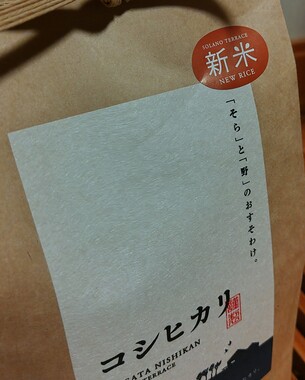 SOLANO TERRACE
新米
NEW RICE
「そら」と「野」のおすそわけ。
コシヒカリ
GATA NISHIKAN
TERRACE